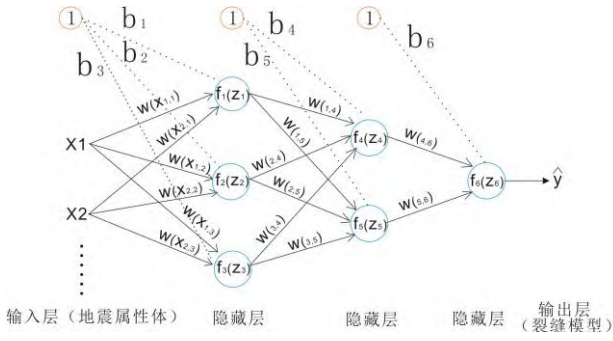 ① b₁ ① b₄ ① b₆
b₂
b₃
b₅
W(X₁,₁)
W(X₂,₁)
W(X₁,₂)
W(X₂,₂)
W(X₁,₃)
W(X₂,₃)
X1
X2
f₁(z₁)
f₂(z₂)
f₃(z₃)
W(1,4)
W(1,5)
W(2,4)
W(2,5)
W(3,4)
W(3,5)
f₄(z₄)
f₅(z₅)
W(4,6)
W(5,6)
f₆(z₆)
ŷ
输入层（地震属性体） 隐藏层 隐藏层 隐藏层 输出层
（裂缝模型）